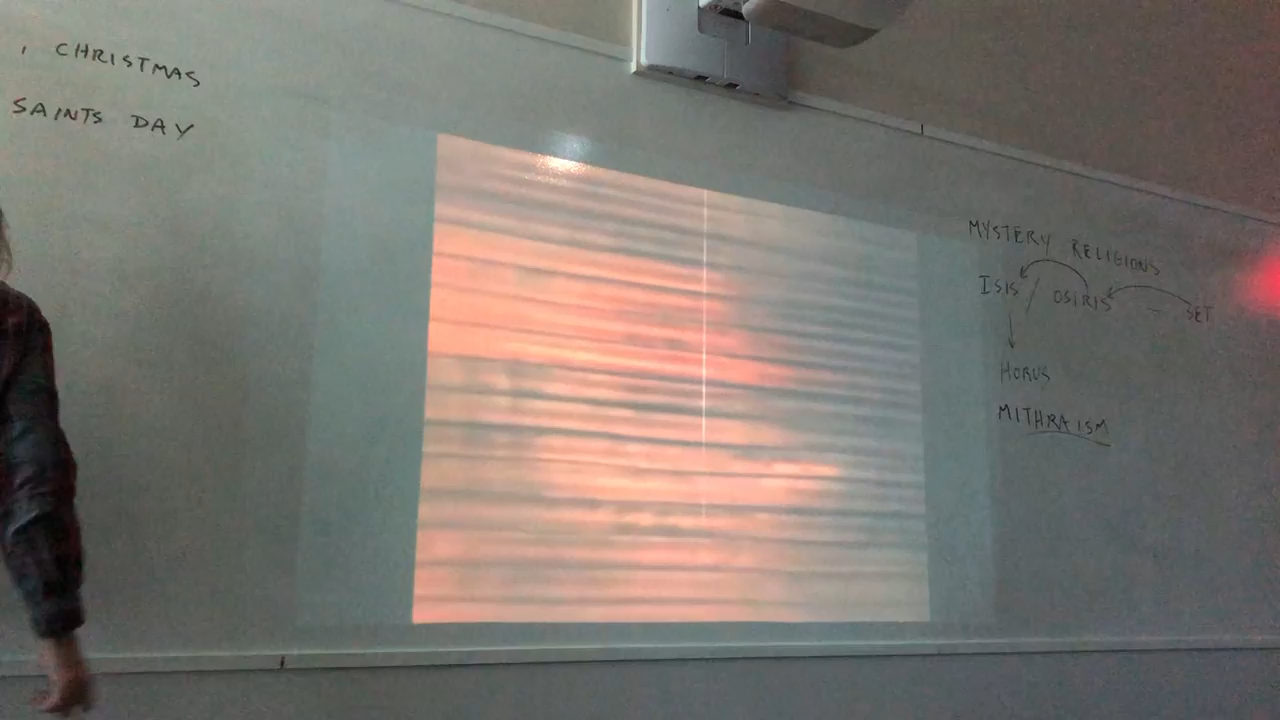 , CHRISTMAS
SAINTS DAY
MYSTERY RELIGIONS
ISIS / OSIRIS - SET
HORUS
MITHRAISM